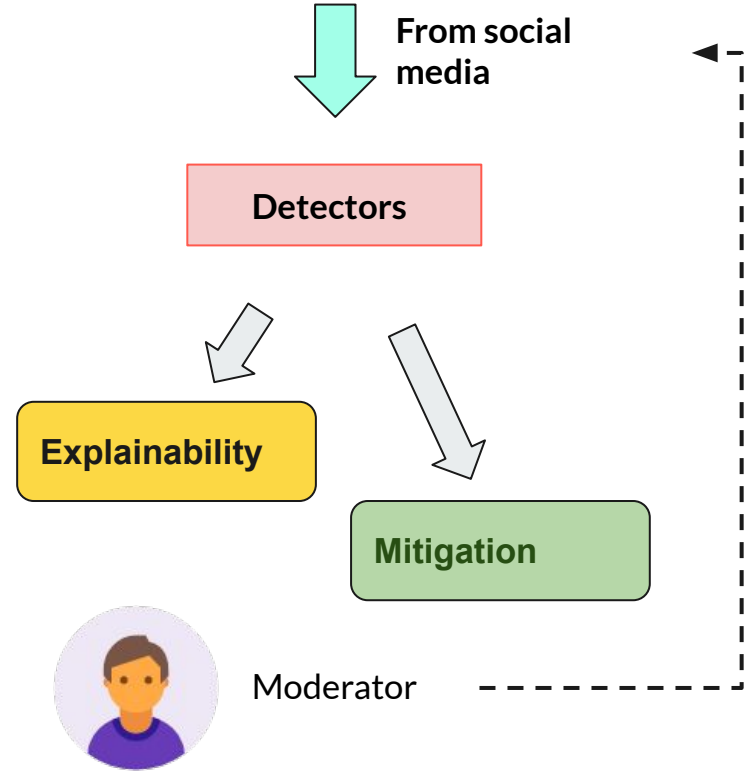 From social
media
Detectors
Explainability
Mitigation
Moderator